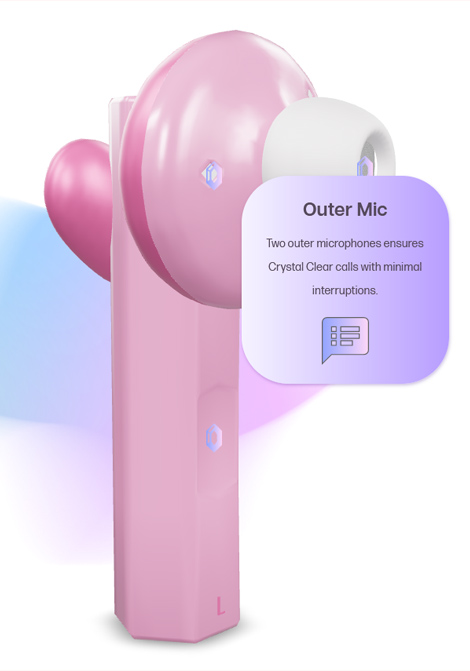 Outer Mic
Two outer microphones ensures
Crystal Clear calls with minimal
interruptions.
L